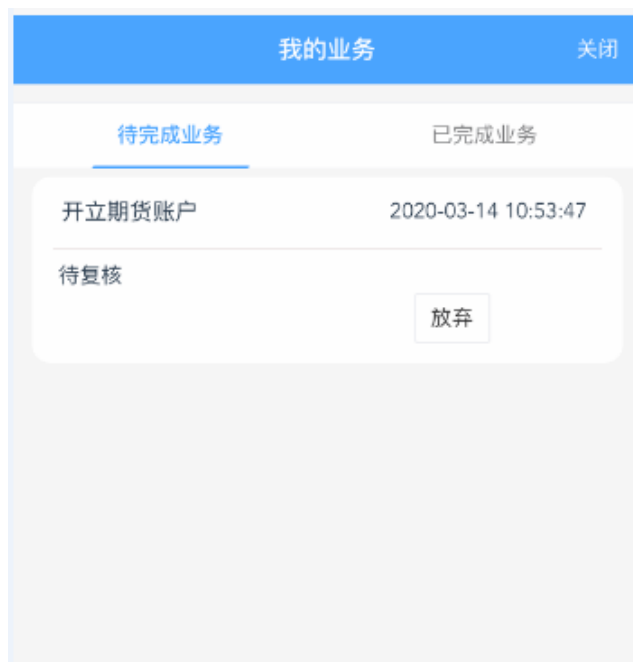 我的业务 关闭
待完成业务 已完成业务
开立期货账户 2020-03-14 10:53:47
待复核
放弃